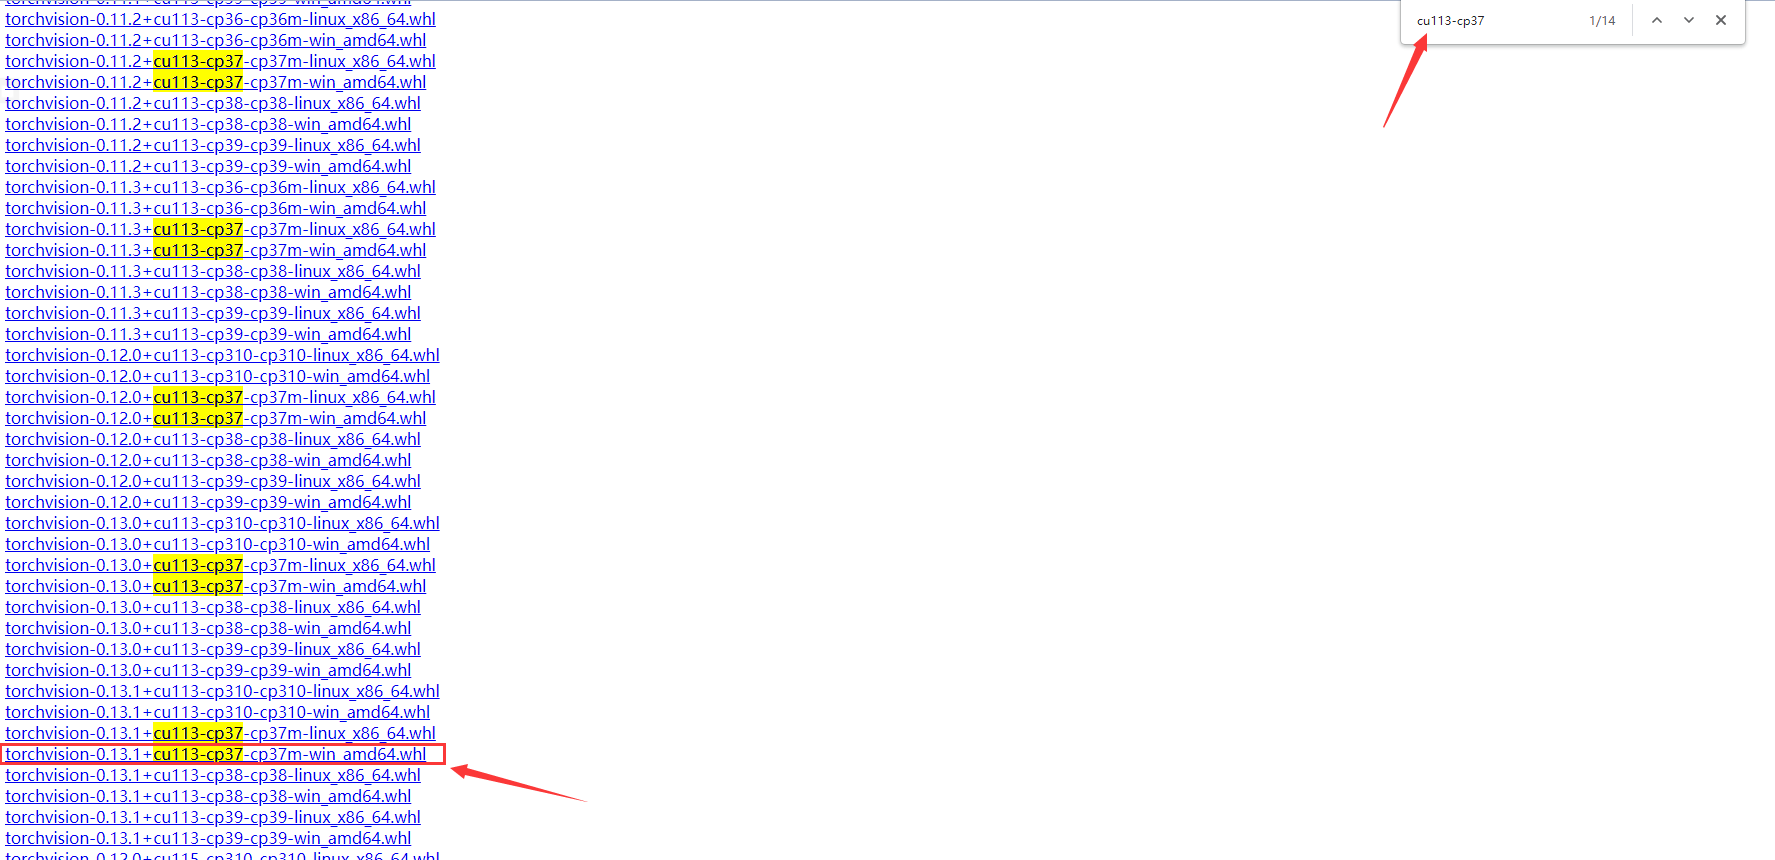 torchvision-0.11.1+cu113-cp39-cp39-win_amd64.whl
torchvision-0.11.2+cu113-cp36-cp36m-linux_x86_64.whl
torchvision-0.11.2+cu113-cp36-cp36m-win_amd64.whl
torchvision-0.11.2+cu113-cp37-cp37m-linux_x86_64.whl
torchvision-0.11.2+cu113-cp37-cp37m-win_amd64.whl
torchvision-0.11.2+cu113-cp38-cp38-linux_x86_64.whl
torchvision-0.11.2+cu113-cp38-cp38-win_amd64.whl
torchvision-0.11.2+cu113-cp39-cp39-linux_x86_64.whl
torchvision-0.11.2+cu113-cp39-cp39-win_amd64.whl
torchvision-0.11.3+cu113-cp36-cp36m-linux_x86_64.whl
torchvision-0.11.3+cu113-cp36-cp36m-win_amd64.whl
torchvision-0.11.3+cu113-cp37-cp37m-linux_x86_64.whl
torchvision-0.11.3+cu113-cp37-cp37m-win_amd64.whl
torchvision-0.11.3+cu113-cp38-cp38-linux_x86_64.whl
torchvision-0.11.3+cu113-cp38-cp38-win_amd64.whl
torchvision-0.11.3+cu113-cp39-cp39-linux_x86_64.whl
torchvision-0.11.3+cu113-cp39-cp39-win_amd64.whl
torchvision-0.12.0+cu113-cp310-cp310-linux_x86_64.whl
torchvision-0.12.0+cu113-cp310-cp310-win_amd64.whl
torchvision-0.12.0+cu113-cp37-cp37m-linux_x86_64.whl
torchvision-0.12.0+cu113-cp37-cp37m-win_amd64.whl
torchvision-0.12.0+cu113-cp38-cp38-linux_x86_64.whl
torchvision-0.12.0+cu113-cp38-cp38-win_amd64.whl
torchvision-0.12.0+cu113-cp39-cp39-linux_x86_64.whl
torchvision-0.12.0+cu113-cp39-cp39-win_amd64.whl
torchvision-0.13.0+cu113-cp310-cp310-linux_x86_64.whl
torchvision-0.13.0+cu113-cp310-cp310-win_amd64.whl
torchvision-0.13.0+cu113-cp37-cp37m-linux_x86_64.whl
torchvision-0.13.0+cu113-cp37-cp37m-win_amd64.whl
torchvision-0.13.0+cu113-cp38-cp38-linux_x86_64.whl
torchvision-0.13.0+cu113-cp38-cp38-win_amd64.whl
torchvision-0.13.0+cu113-cp39-cp39-linux_x86_64.whl
torchvision-0.13.0+cu113-cp39-cp39-win_amd64.whl
torchvision-0.13.1+cu113-cp310-cp310-linux_x86_64.whl
torchvision-0.13.1+cu113-cp310-cp310-win_amd64.whl
torchvision-0.13.1+cu113-cp37-cp37m-linux_x86_64.whl
torchvision-0.13.1+cu113-cp37-cp37m-win_amd64.whl
torchvision-0.13.1+cu113-cp38-cp38-linux_x86_64.whl
torchvision-0.13.1+cu113-cp38-cp38-win_amd64.whl
torchvision-0.13.1+cu113-cp39-cp39-linux_x86_64.whl
torchvision-0.13.1+cu113-cp39-cp39-win_amd64.whl
torchvision-0.12.0+cu115-cp310-cp310-linux_x86_64.whl
cu113-cp37 1/14